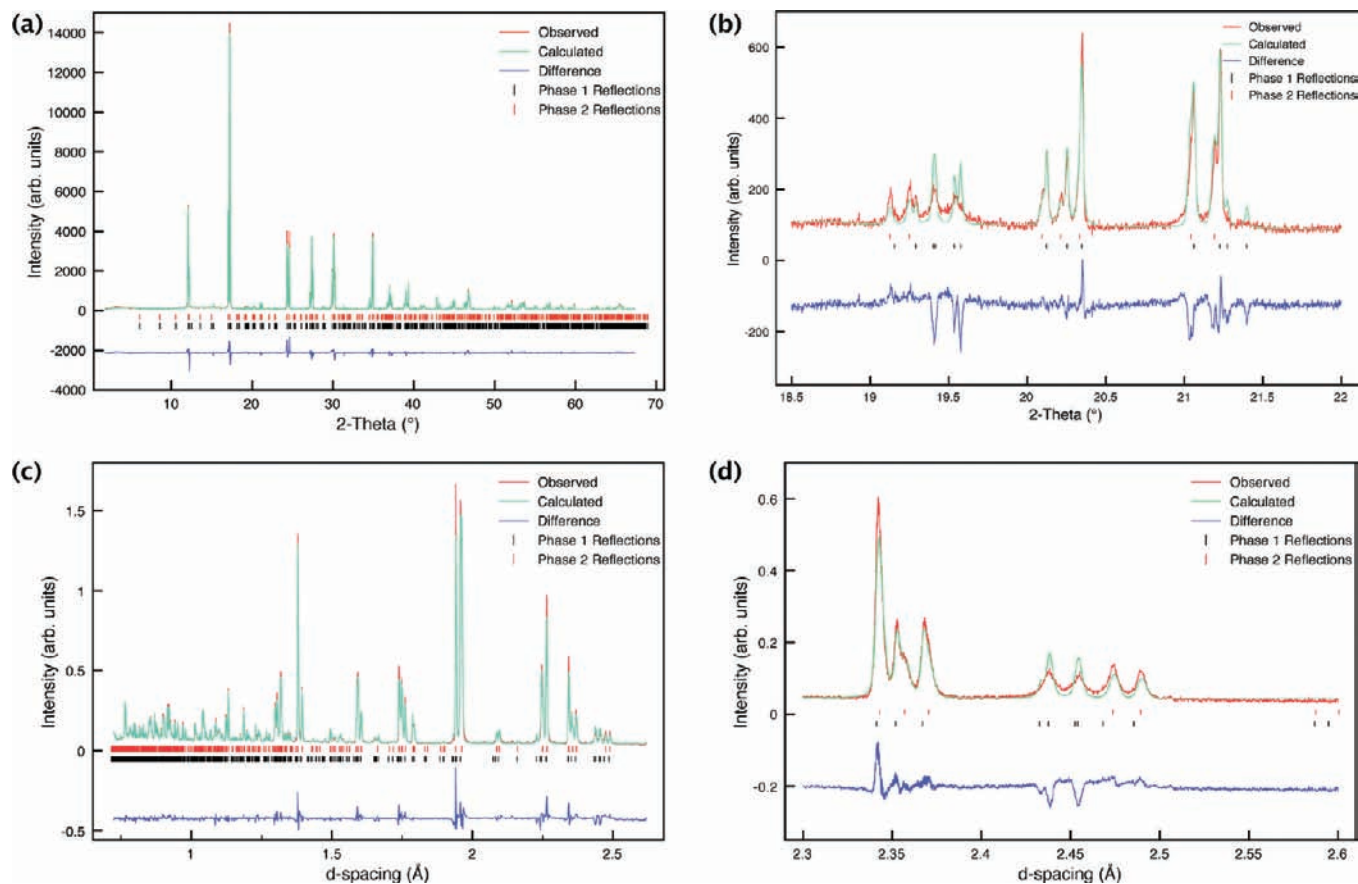 (a)
Observed
Calculated
Difference
Phase 1 Reflections
Phase 2 Reflections
14000
12000
10000
8000
6000
4000
2000
0
-2000
-4000
Intensity (arb. units)
10 20 30 40 50 60 70
2-Theta (°)
(b)
Observed
Calculated
Difference
Phase 1 Reflections
Phase 2 Reflections
600
400
200
0
-200
Intensity (arb. units)
18.5 19 19.5 20 20.5 21 21.5 22
2-Theta (°)
(c)
Observed
Calculated
Difference
Phase 1 Reflections
Phase 2 Reflections
1.5
1
0.5
0
-0.5
Intensity (arb. units)
1 1.5 2 2.5
d-spacing (Å)
(d)
Observed
Calculated
Difference
Phase 1 Reflections
Phase 2 Reflections
0.6
0.4
0.2
0
-0.2
Intensity (arb. units)
2.3 2.35 2.4 2.45 2.5 2.55 2.6
d-spacing (Å)